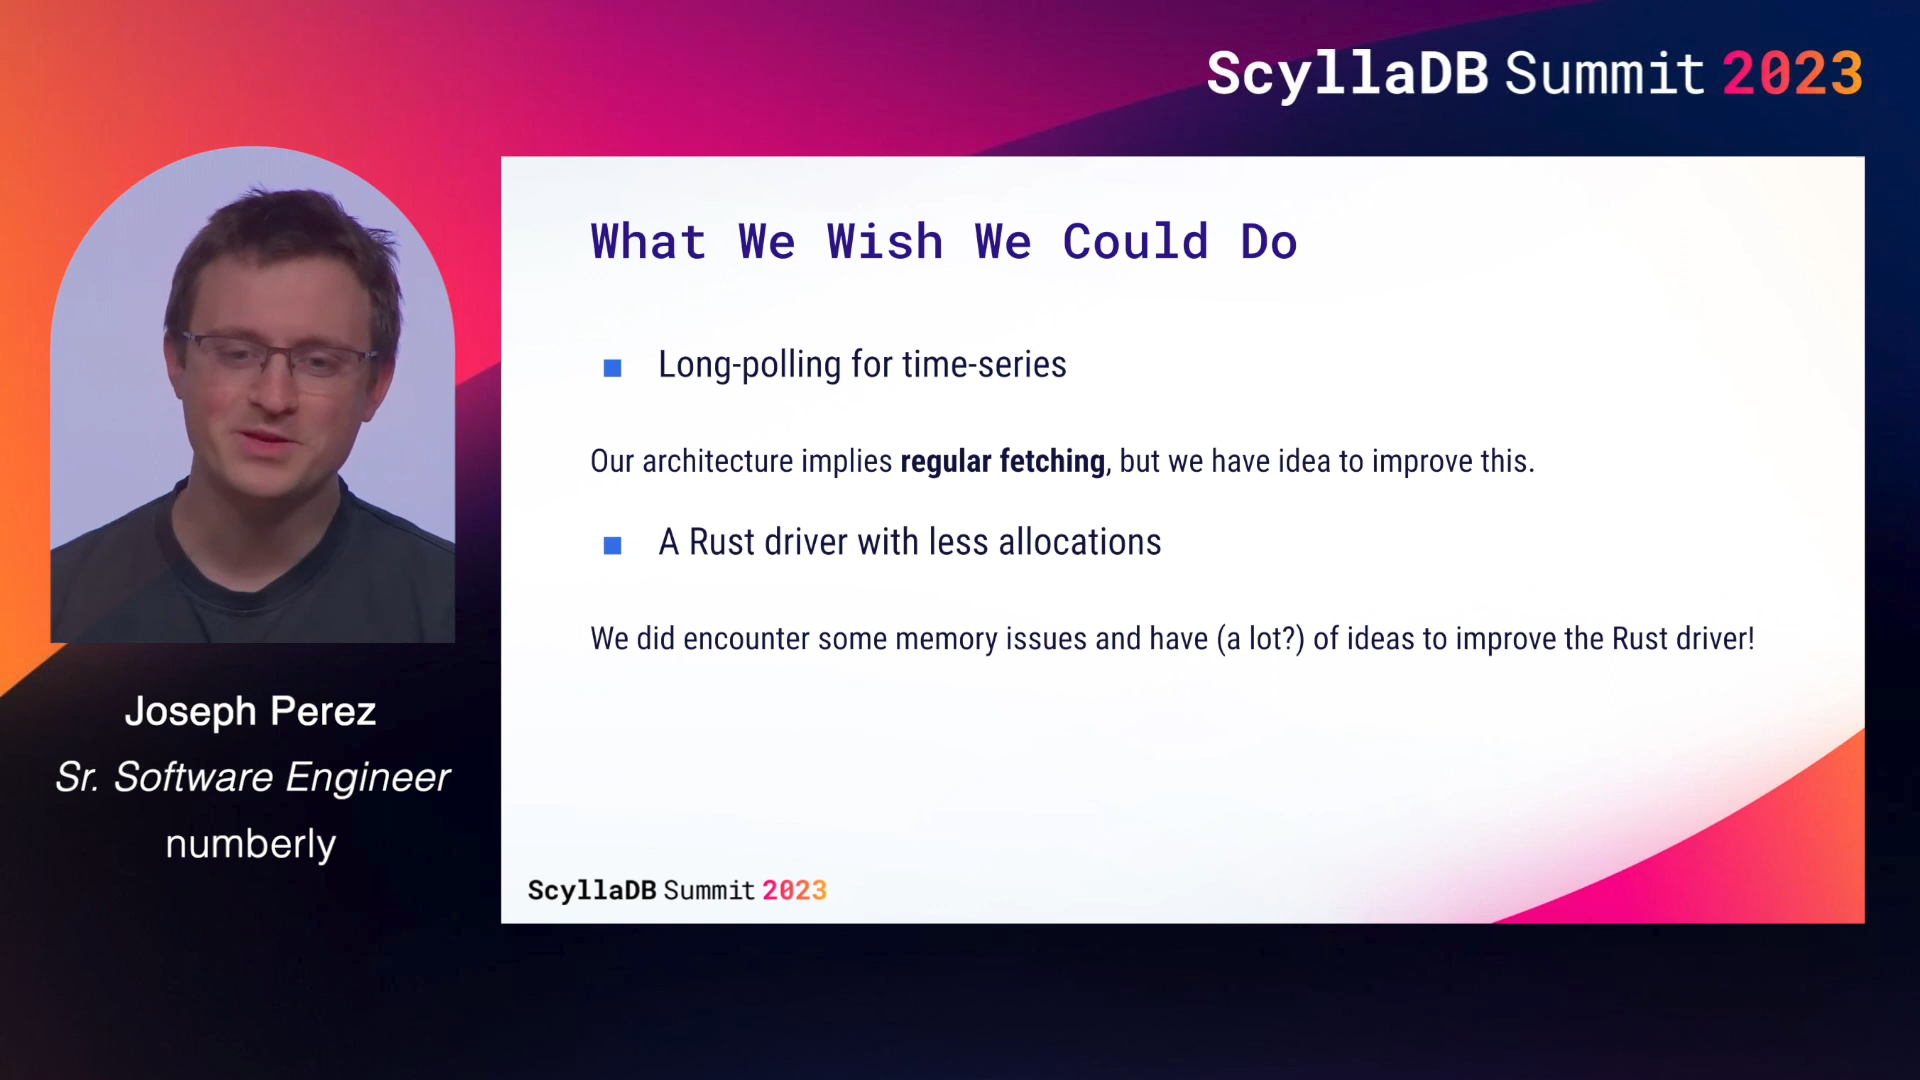 ScyllaDB Summit 2023
What We Wish We Could Do
Long-polling for time-series
Our architecture implies regular fetching, but we have idea to improve this.
A Rust driver with less allocations
We did encounter some memory issues and have (a lot?) of ideas to improve the Rust driver!
ScyllaDB Summit 2023
Joseph Perez
Sr. Software Engineer
numberly